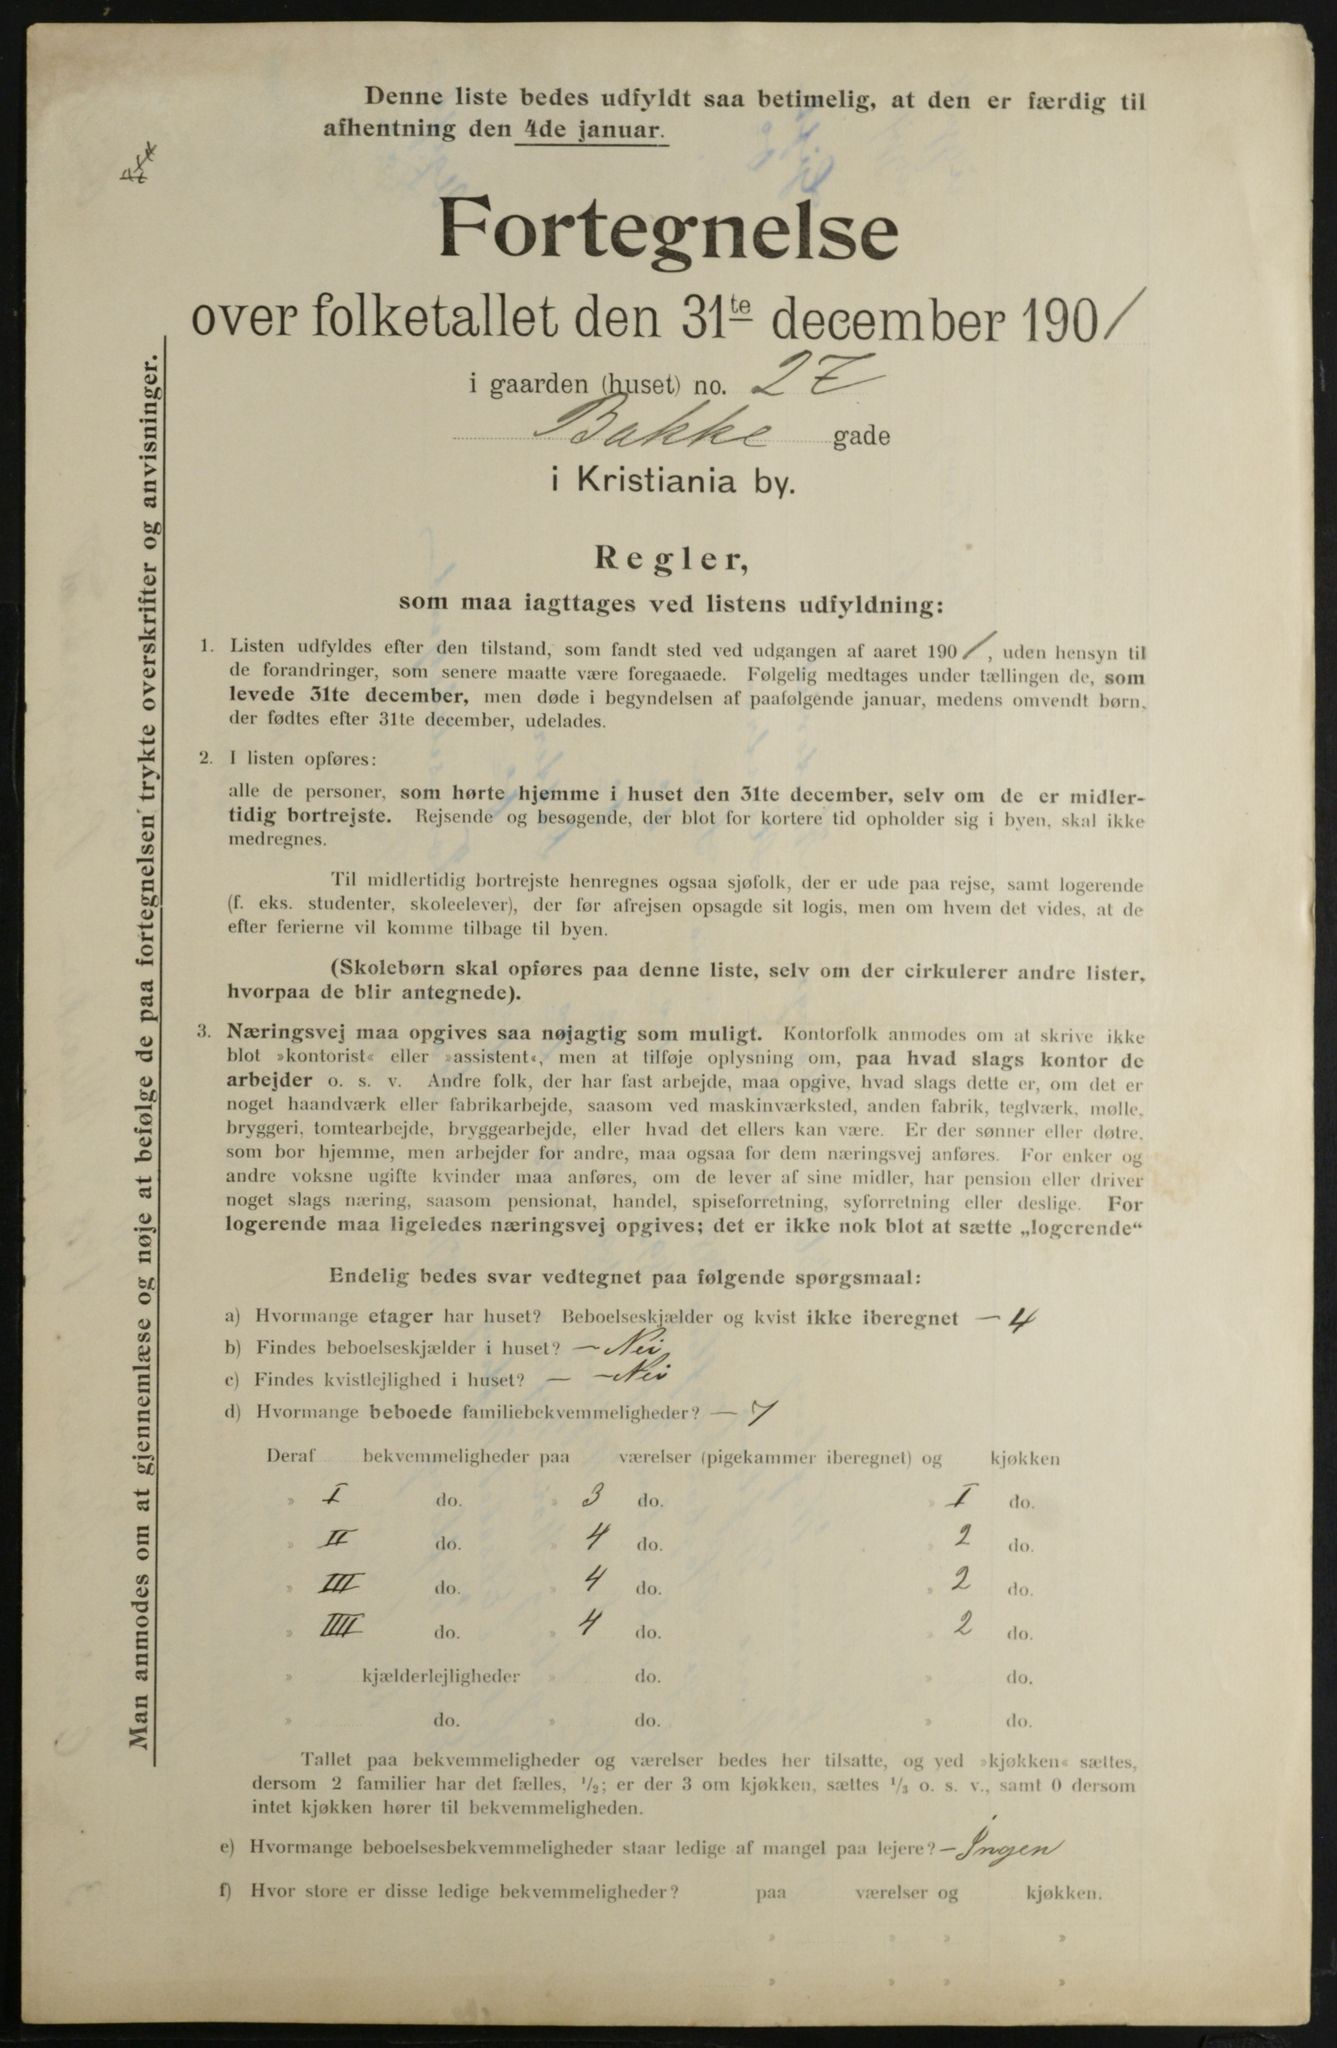 Denne liste bedes udfyldt saa betimelig, at den er færdig til
afhentning den 4de januar.
Fortegnelse
over folketallet den 31te december 1901
i gaarden (huset) no. 27
Bakke gade
i Kristiania by.
Regler,
som maa iagttages ved listens udfyldning:
1. Listen udfyldes efter den tilstand, som fandt sted ved udgangen af aaret 1901, uden hensyn til
de forandringer, som senere maatte være foregaaede. Følgelig medtages under tællingen de, som
levede 31te december, men døde i begyndelsen af paafølgende januar, medens omvendt børn,
der fødtes efter 31te december, udelades.
2. I listen opføres:
alle de personer, som hørte hjemme i huset den 31te december, selv om de er midler-
tidig bortrejste. Rejsende og besøgende, der blot for kortere tid opholder sig i byen, skal ikke
medregnes.
Til midlertidig bortrejste henregnes ogsaa sjøfolk, der er ude paa rejse, samt logerende
(f. eks. studenter, skoleelever), der før afrejsen opsagde sit logis, men om hvem det vides, at de
efter ferierne vil komme tilbage til byen.
(Skolebørn skal opføres paa denne liste, selv om der cirkulerer andre lister,
hvorpaa de blir antegnede).
3. Næringsvej maa opgives saa nøjagtig som muligt. Kontorfolk anmodes om at skrive ikke
blot »kontorist« eller »assistent«, men at tilføje oplysning om, paa hvad slags kontor de
arbejder o. s. v. Andre folk, der har fast arbejde, maa opgive, hvad slags dette er, om det er
noget haandværk eller fabrikarbejde, saasom ved maskinværksted, anden fabrik, teglværk, mølle,
bryggeri, tomtearbejde, bryggearbejde, eller hvad det ellers kan være. Er der sønner eller døtre,
som bor hjemme, men arbejder for andre, maa ogsaa for dem næringsvej anføres. For enker og
andre voksne ugifte kvinder maa anføres, om de lever af sine midler, har pension eller driver
noget slags næring, saasom pensionat, handel, spiseforretning, syforretning eller deslige. For
logerende maa ligeledes næringsvej opgives; det er ikke nok blot at sætte „logerende“
Endelig bedes svar vedtegnet paa følgende spørgsmaal:
a) Hvormange etager har huset? Beboelseskjælder og kvist ikke iberegnet — 4
b) Findes beboelseskjælder i huset? — Nei
c) Findes kvistlejlighed i huset? — — Nei
d) Hvormange beboede familiebekvemmeligheder? — 7
Deraf bekvemmeligheder paa værelser (pigekammer iberegnet) og kjøkken
» I do. » 3 do. » I do.
» II do. » 4 do. » 2 do.
» III do. » 4 do. » 2 do.
» IIII do. » 4 do. » 2 do.
» kjælderlejligheder » do. » do.
» do. » do. » do.
Tallet paa bekvemmeligheder og værelser bedes her tilsatte, og ved »kjøkken« sættes,
dersom 2 familier har det fælles, 1/2; er der 3 om kjøkken, sættes 1/3 o. s. v., samt 0 dersom
intet kjøkken hører til bekvemmeligheden.
e) Hvormange beboelsesbekvemmeligheder staar ledige af mangel paa lejere? — Ingen
f) Hvor store er disse ledige bekvemmeligheder? paa værelser og kjøkken.
» » » »
» » » »
Man anmodes om at gjennemlæse og nøje at befølge de paa fortegnelsen trykte overskrifter og anvisninger.